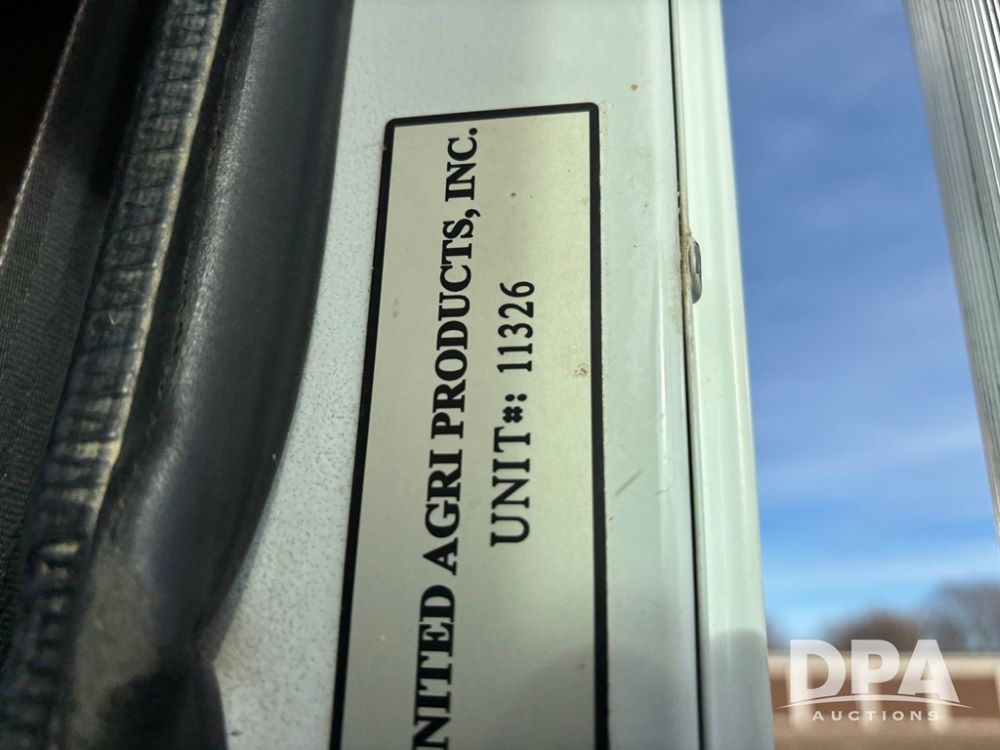 NITED AGRI PRODUCTS, INC.
UNIT#: 11326
DPA
AUCTIONS